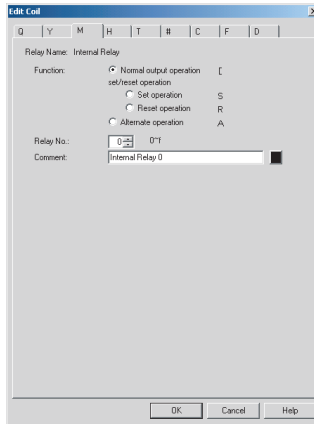 Edit Coil
Q Y M H T # C F D
Relay Name: Internal Relay
Function: Normal output operation [
set/reset operation
Set operation S
Reset operation R
Alternate operation A
Relay No.: 0 0~f
Comment: Internal Relay 0
OK Cancel Help